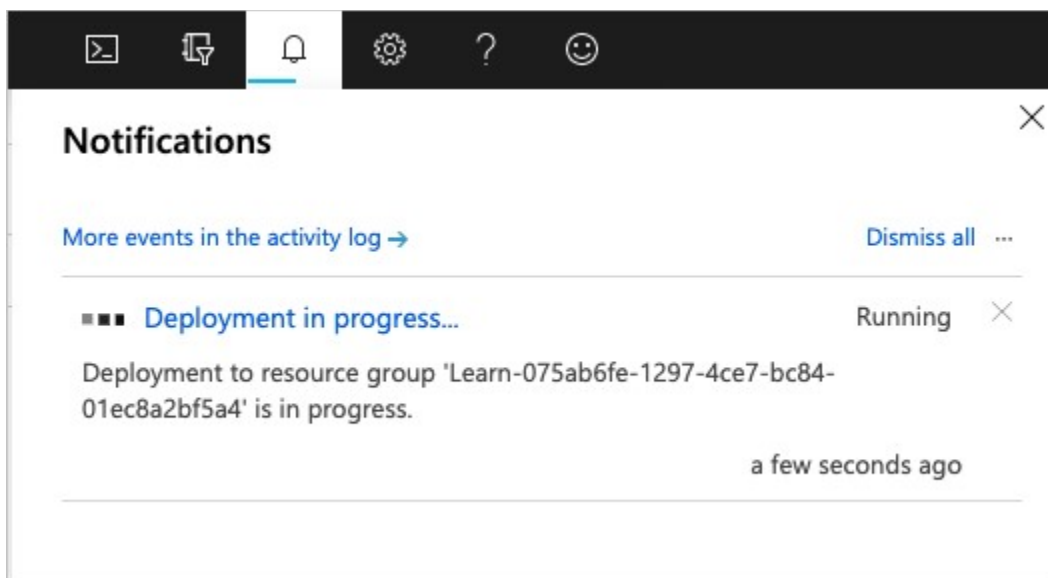 Notifications
More events in the activity log →
Dismiss all ...
Deployment in progress...
Running
Deployment to resource group 'Learn-075ab6fe-1297-4ce7-bc84-
01ec8a2bf5a4' is in progress.
a few seconds ago